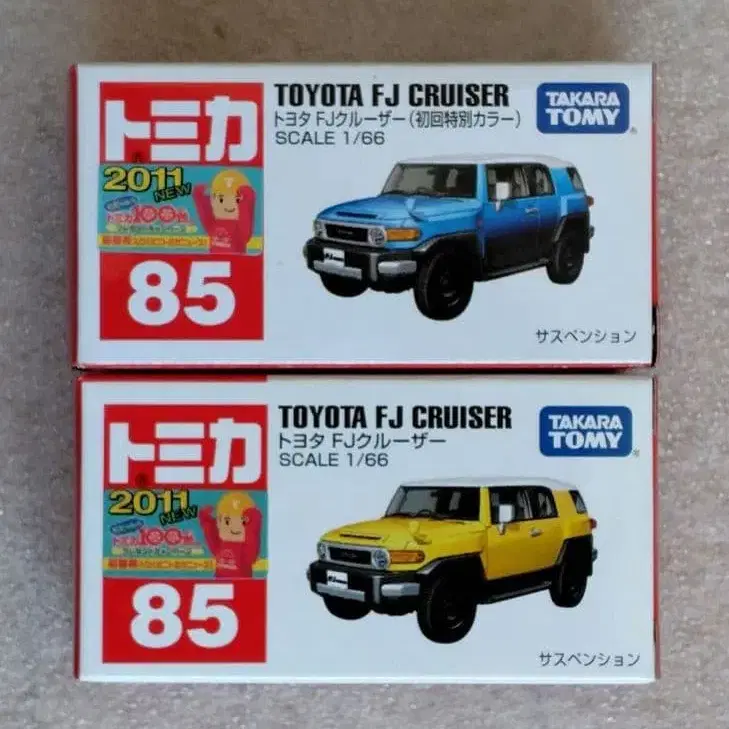 トミカ
2011
NEW
85
TOYOTA FJ CRUISER
トヨタ FJクルーザー(初回特別カラー)
SCALE 1/66
TAKARA
TOMY
サスペンション
トミカ
2011
NEW
85
TOYOTA FJ CRUISER
トヨタ FJクルーザー
SCALE 1/66
TAKARA
TOMY
サスペンション